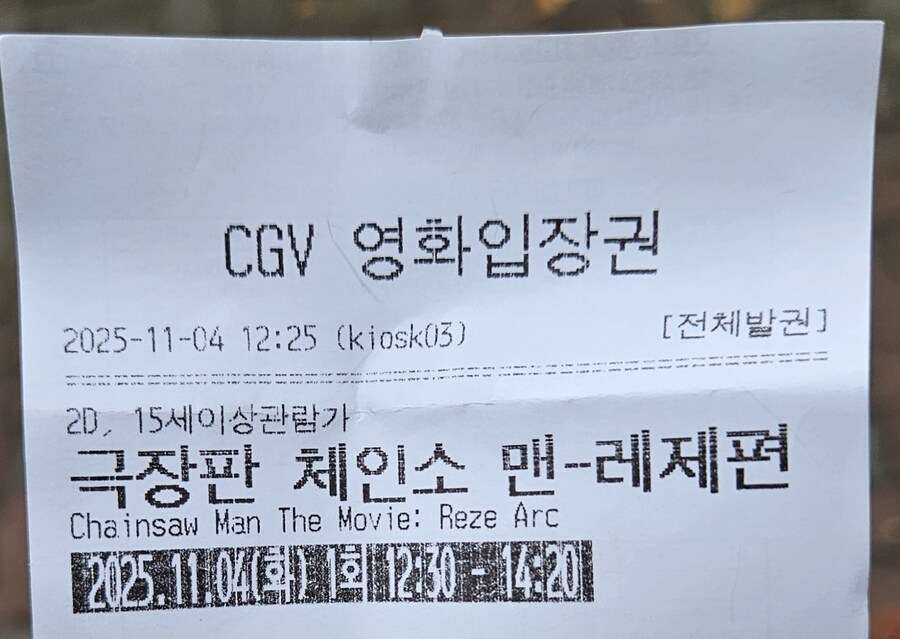 CGV 영화입장권
2025-11-04 12:25 (kiosk03) [전체발권]
2D, 15세이상관람가
극장판 체인소 맨-레제편
Chainsaw Man The Movie: Reze Arc
2025.11.04(화) 1회 12:30 - 14:20